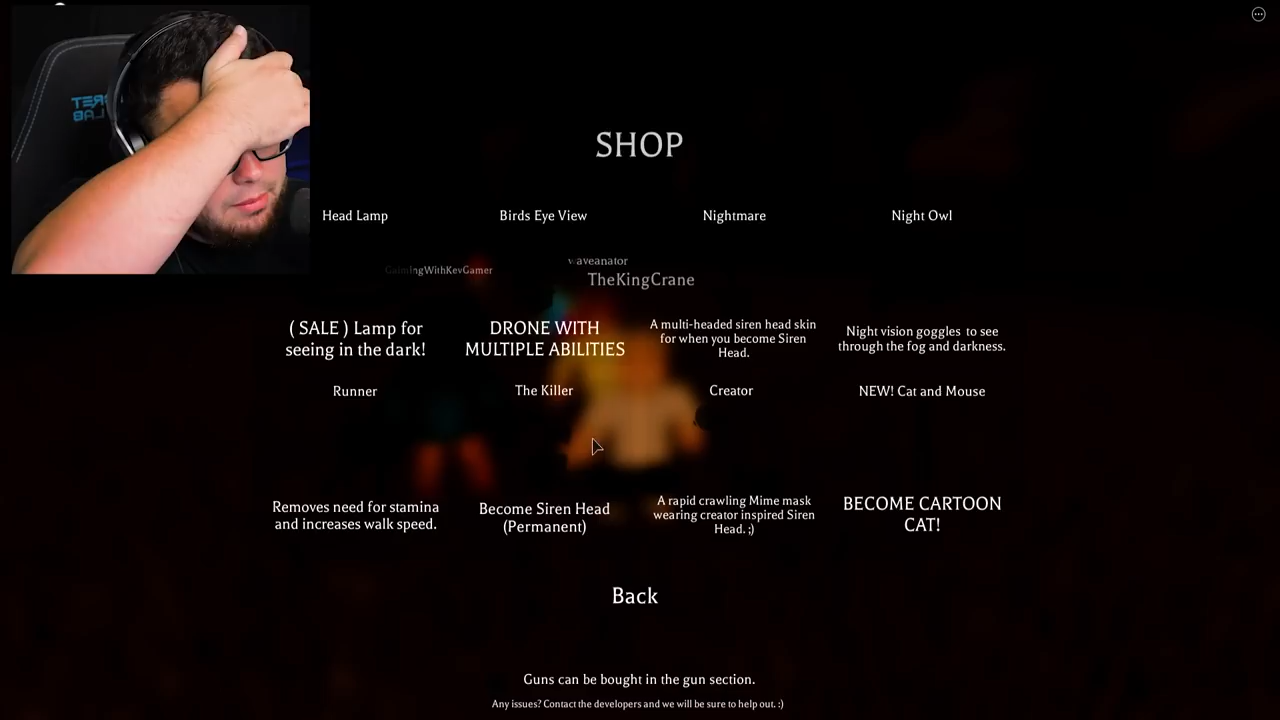 SHOP
Head Lamp
Birds Eye View
Nightmare
Night Owl
waveanator
GamingWithKevGamer
TheKingCrane
( SALE ) Lamp for
seeing in the dark!
DRONE WITH
MULTIPLE ABILITIES
A multi-headed siren head skin
for when you become Siren
Head.
Night vision goggles to see
through the fog and darkness.
Runner
The Killer
Creator
NEW! Cat and Mouse
Removes need for stamina
and increases walk speed.
Become Siren Head
(Permanent)
A rapid crawling Mime mask
wearing creator inspired Siren
Head. ;)
BECOME CARTOON
CAT!
Back
Guns can be bought in the gun section.
Any issues? Contact the developers and we will be sure to help out. :)